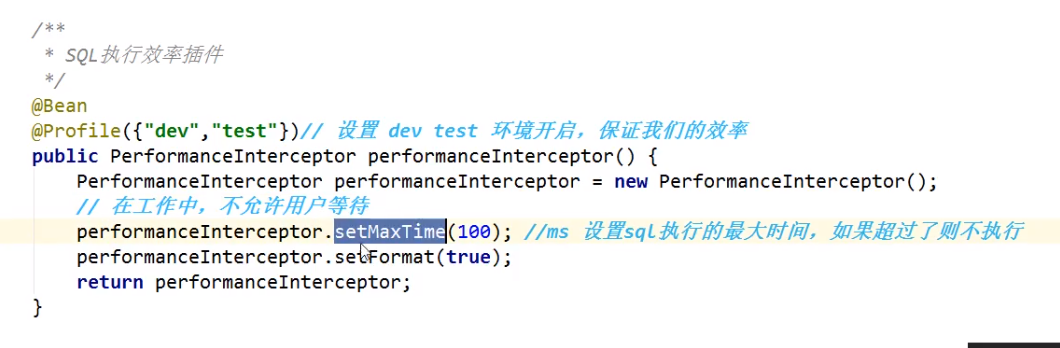 /**
 * SQL执行效率插件
 */
@Bean
@Profile({"dev","test"})// 设置 dev test 环境开启，保证我们的效率
public PerformanceInterceptor performanceInterceptor() {
    PerformanceInterceptor performanceInterceptor = new PerformanceInterceptor();
    // 在工作中，不允许用户等待
    performanceInterceptor.setMaxTime(100); //ms 设置sql执行的最大时间，如果超过了则不执行
    performanceInterceptor.setFormat(true);
    return performanceInterceptor;
}